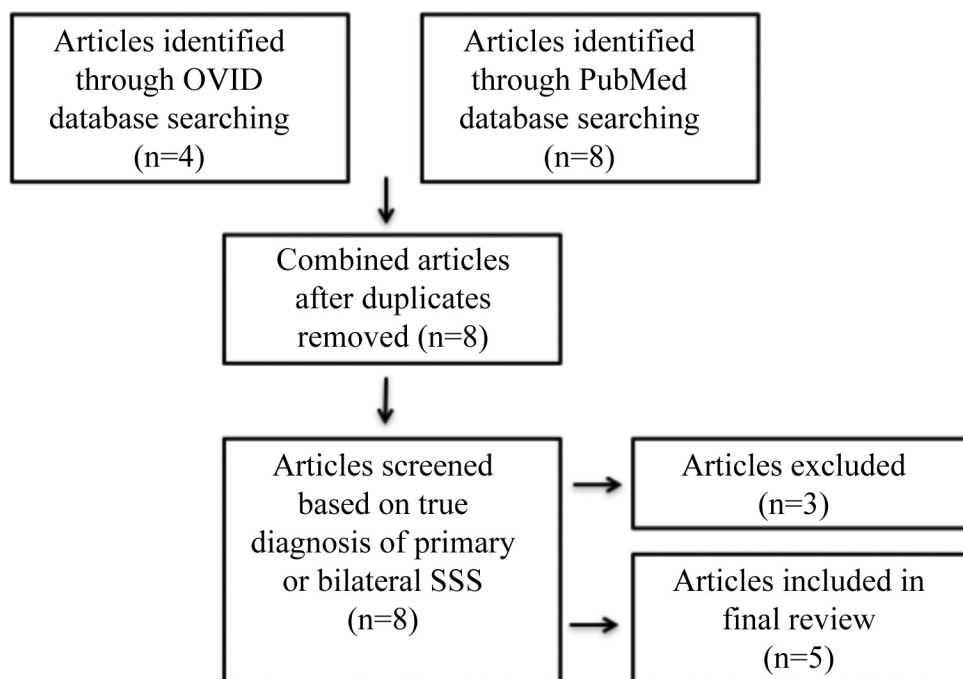 Articles identified
through OVID
database searching
(n=4)
Articles identified
through PubMed
database searching
(n=8)
Combined articles
after duplicates
removed (n=8)
Articles screened
based on true
diagnosis of primary
or bilateral SSS
(n=8)
Articles excluded
(n=3)
Articles included in
final review
(n=5)